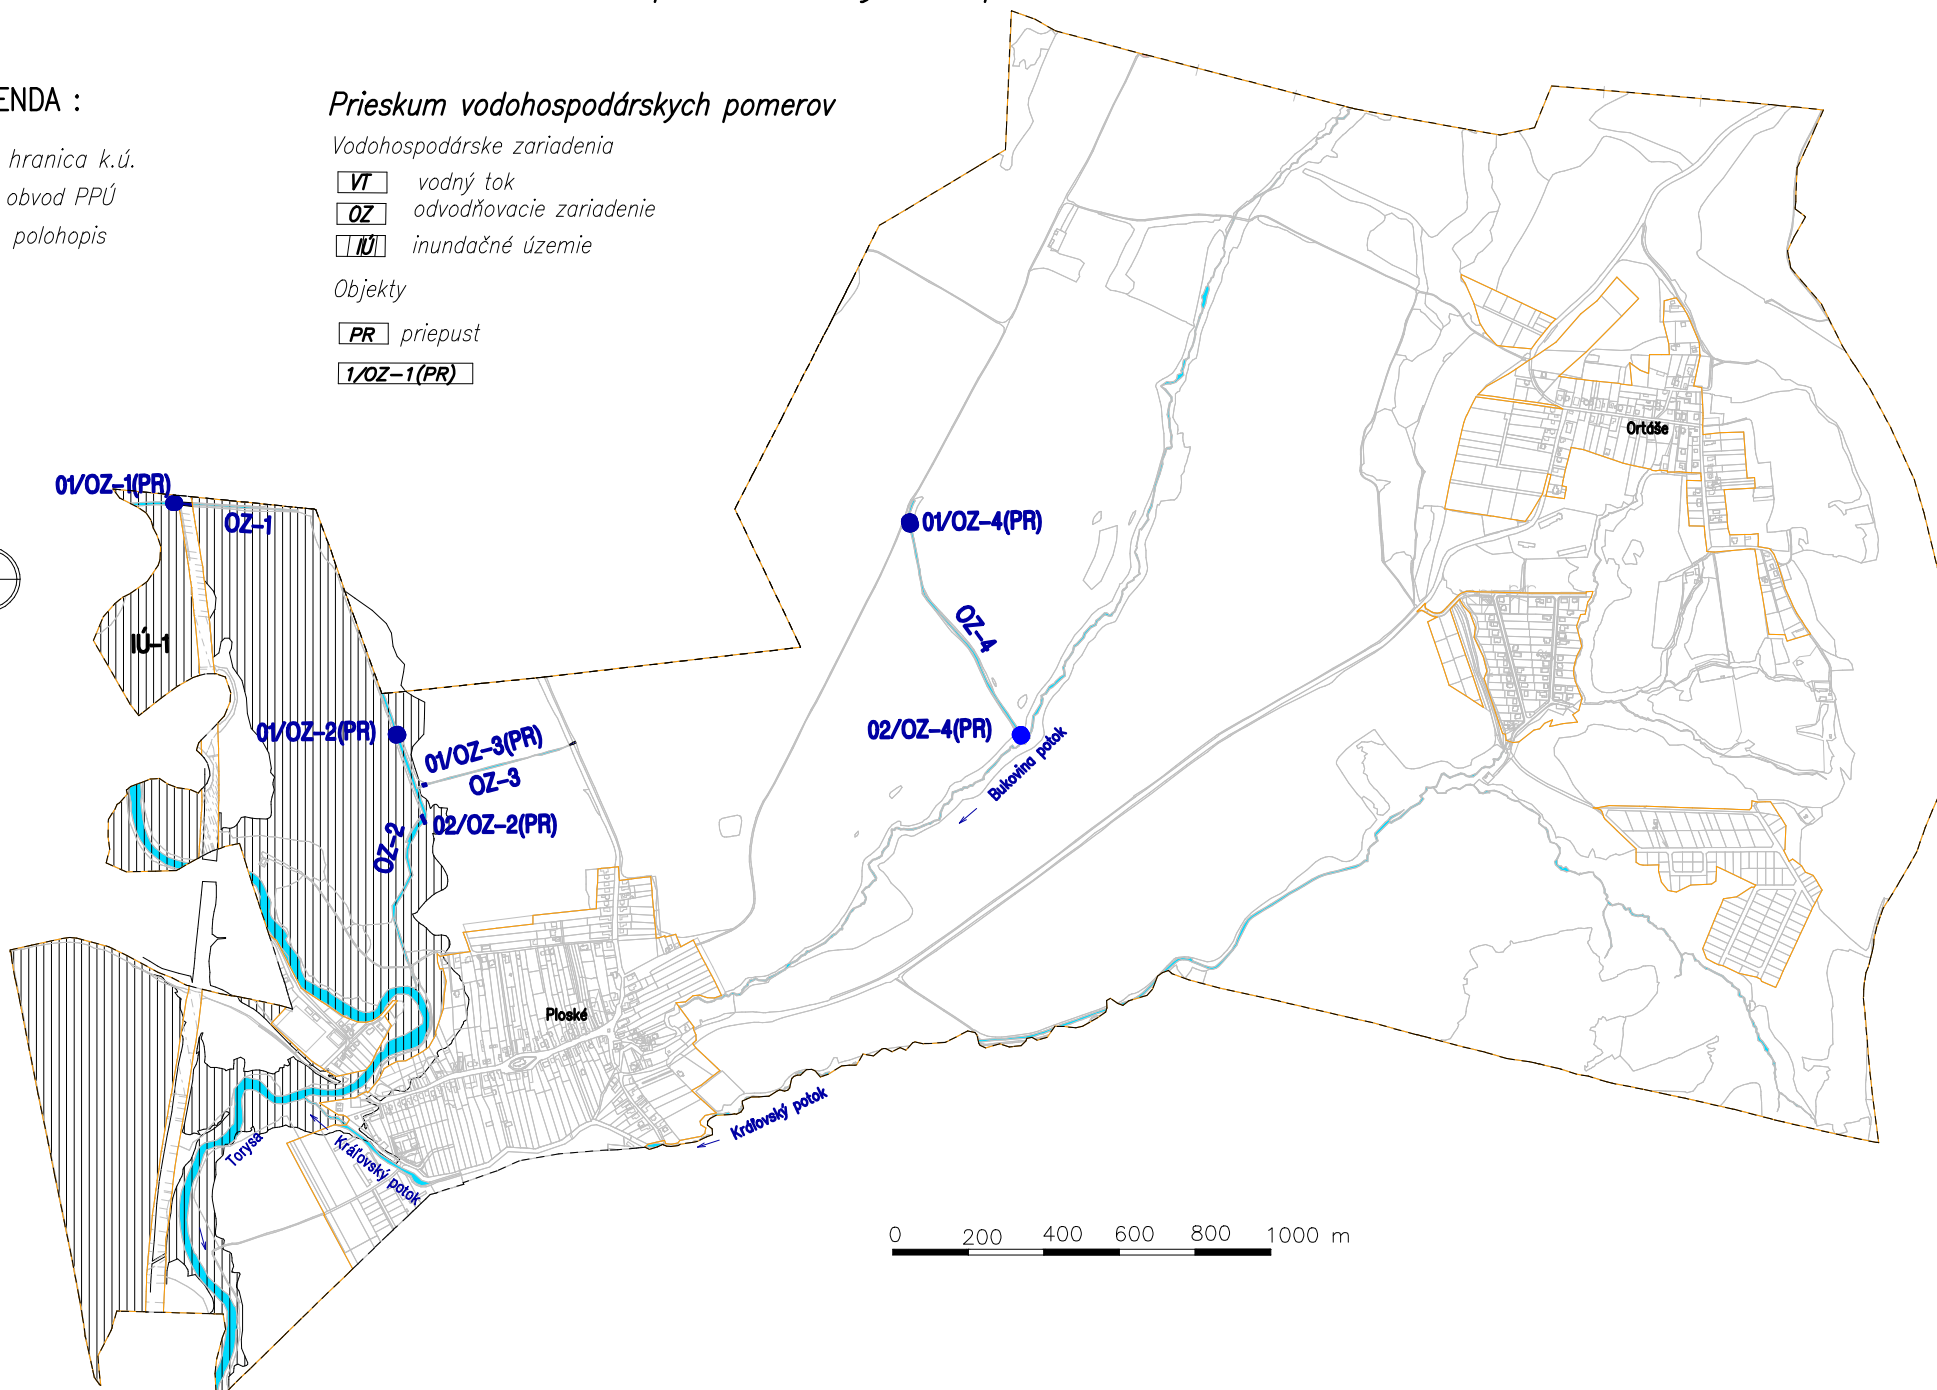 ENDA :
hranica k.ú.
obvod PPÚ
polohopis
Prieskum vodohospodárskych pomerov
Vodohospodárske zariadenia
VT vodný tok
OZ odvodňovacie zariadenie
IÚ inundačné územie
Objekty
PR priepust
1/OZ-1(PR)
Ortáše
01/OZ-1(PR)
OZ-1
01/OZ-4(PR)
OZ-4
IÚ-1
01/OZ-2(PR)
01/OZ-3(PR)
OZ-3
02/OZ-4(PR)
Bukovina potok
02/OZ-2(PR)
OZ-2
Ploské
Kráľovský potok
Torysa
Kráľovský potok
0 200 400 600 800 1000 m